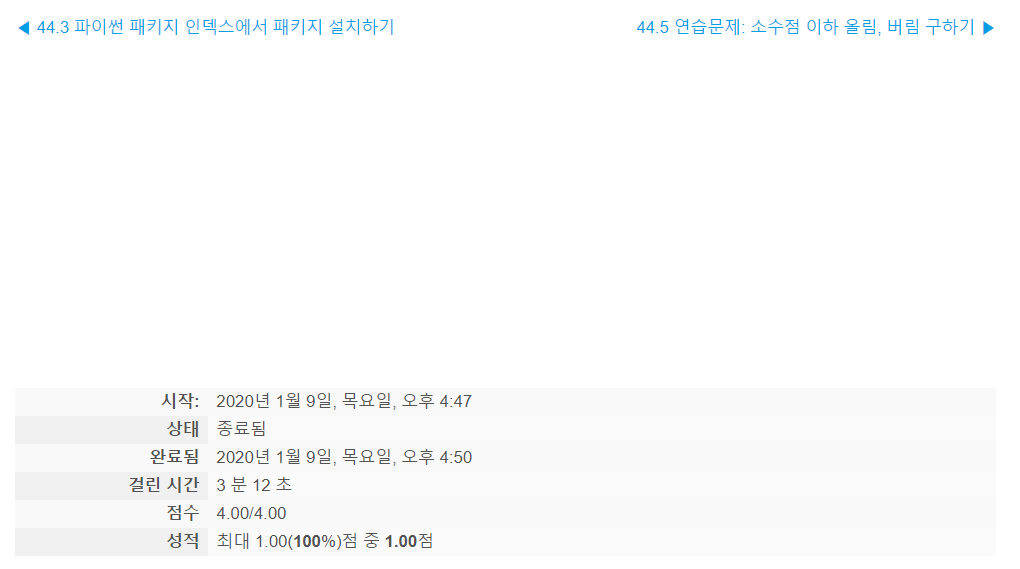 ◀ 44.3 파이썬 패키지 인덱스에서 패키지 설치하기
44.5 연습문제: 소수점 이하 올림, 버림 구하기 ▶
시작: 2020년 1월 9일, 목요일, 오후 4:47
상태 종료됨
완료됨 2020년 1월 9일, 목요일, 오후 4:50
걸린 시간 3 분 12 초
점수 4.00/4.00
성적 최대 1.00(100%)점 중 1.00점